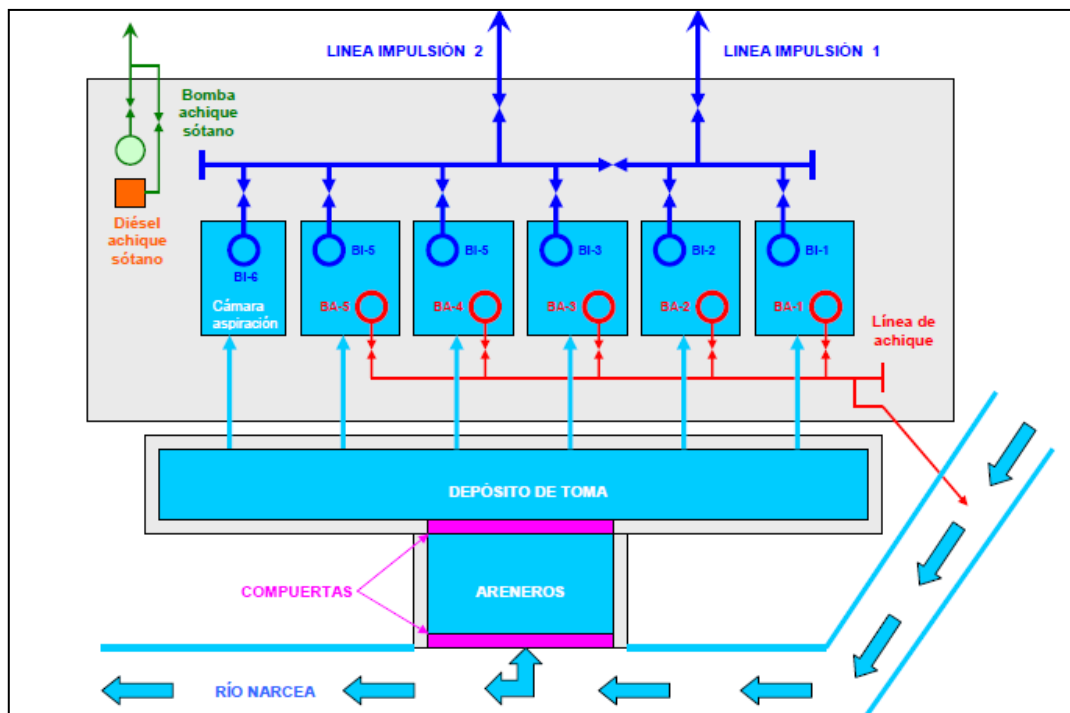 LINEA IMPULSIÓN 2
LINEA IMPULSIÓN 1
Bomba
achique
sótano
Diésel
achique
sótano
BI-6
BI-5
BI-5
BI-3
BI-2
BI-1
Cámara
aspiración
BA-5
BA-4
BA-3
BA-2
BA-1
Línea de
achique
DEPÓSITO DE TOMA
COMPUERTAS
ARENEROS
RÍO NARCEA